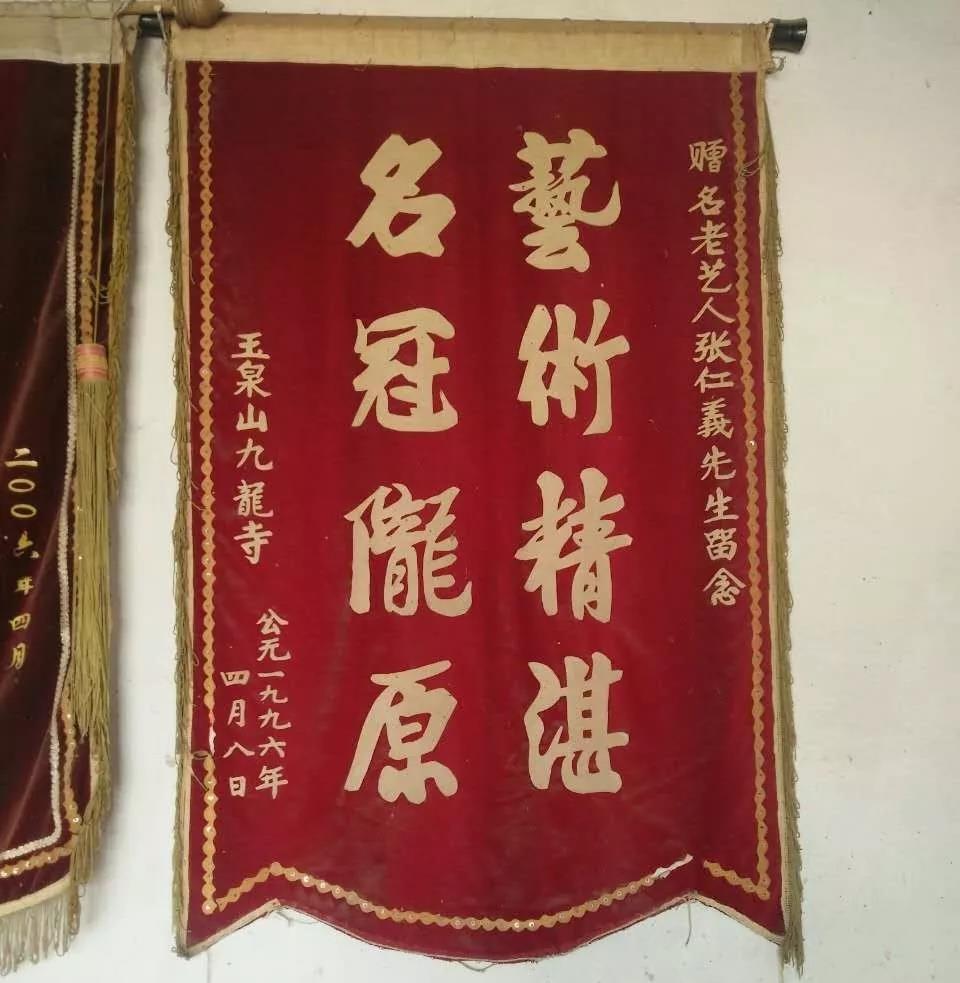 赠名老艺人张仁義先生留念
藝術精湛
名冠隴原
玉泉山九龍寺
公元一九九六年
四月八日
二〇〇六年四月